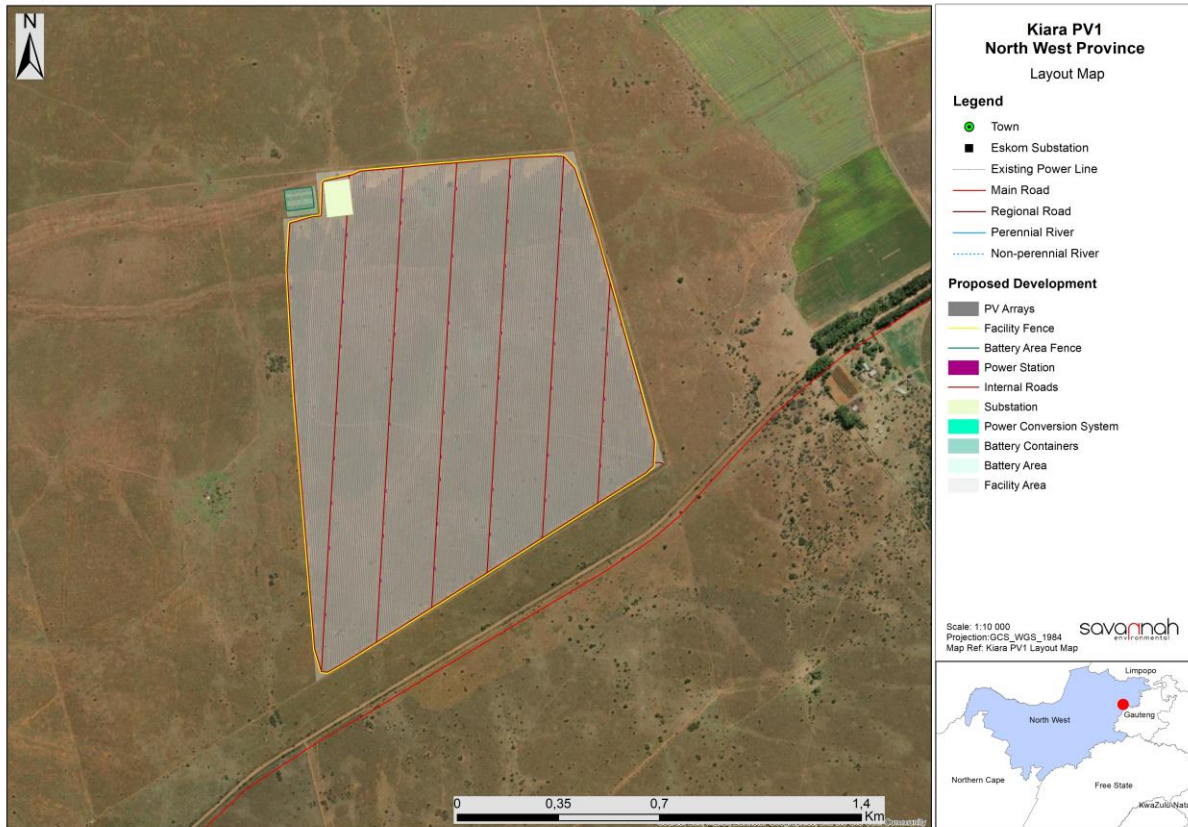 N
Kiara PV1
North West Province
Layout Map
Legend
Town
Eskom Substation
Existing Power Line
Main Road
Regional Road
Perennial River
Non-perennial River
Proposed Development
PV Arrays
Facility Fence
Battery Area Fence
Power Station
Internal Roads
Substation
Power Conversion System
Battery Containers
Battery Area
Facility Area
Scale: 1:10 000
Projection:GCS_WGS_1984
Map Ref: Kiara PV1 Layout Map
savannah
environmental
Limpopo
North West
Gauteng
Northern Cape
Free State
KwaZulu-Nata
0 0,35 0,7 1,4
Km
Community